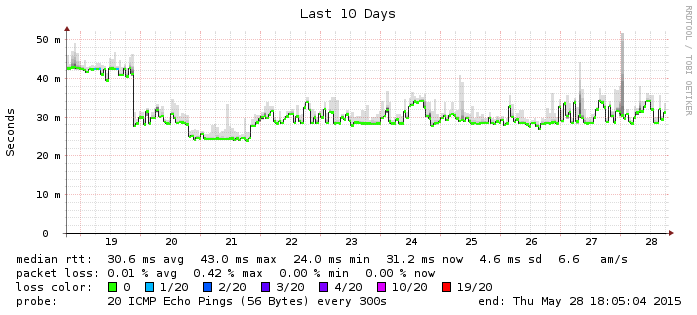 Last 10 Days
RRDTOOL / TOBI OETIKER
Seconds
50 m
40 m
30 m
20 m
10 m
0
19 20 21 22 23 24 25 26 27 28
median rtt: 30.6 ms avg 43.0 ms max 24.0 ms min 31.2 ms now 4.6 ms sd 6.6 am/s
packet loss: 0.01 % avg 0.42 % max 0.00 % min 0.00 % now
loss color: 0 1/20 2/20 3/20 4/20 10/20 19/20
probe: 20 ICMP Echo Pings (56 Bytes) every 300s end: Thu May 28 18:05:04 2015